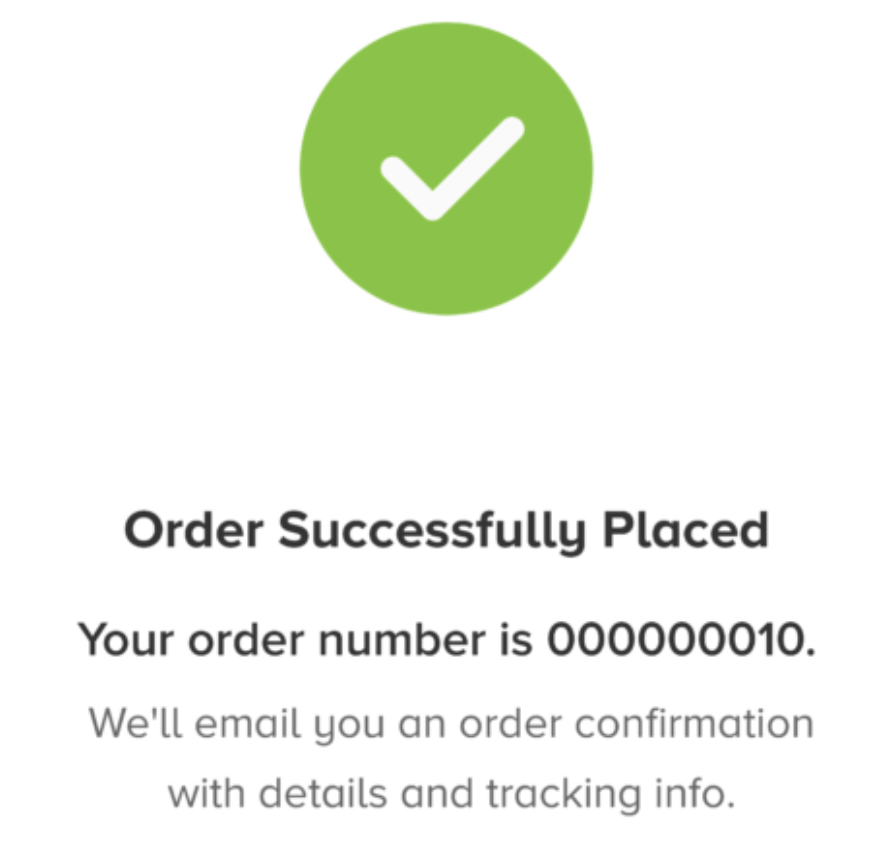 Order Successfully Placed
Your order number is 000000010.
We'll email you an order confirmation
with details and tracking info.